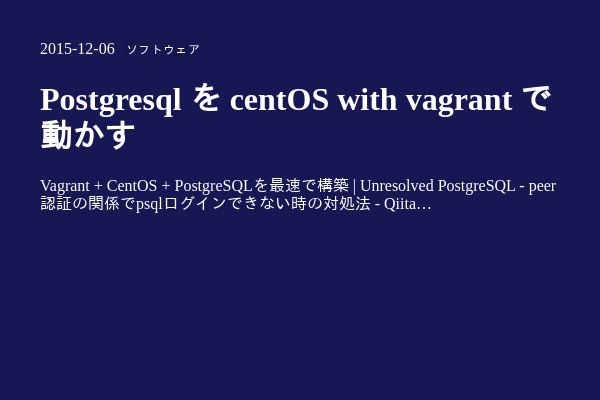 2015-12-06 ソフトウェア
Postgresql を centOS with vagrant で
動かす
Vagrant + CentOS + PostgreSQLを最速で構築 | Unresolved PostgreSQL - peer
認証の関係でpsqlログインできない時の対処法 - Qiita…